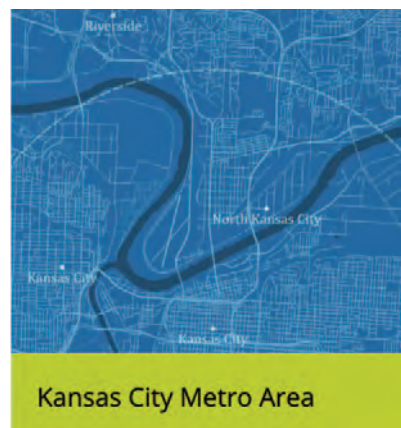 Riverside
North Kansas City
Kansas City
Kansas City
Kansas City Metro Area